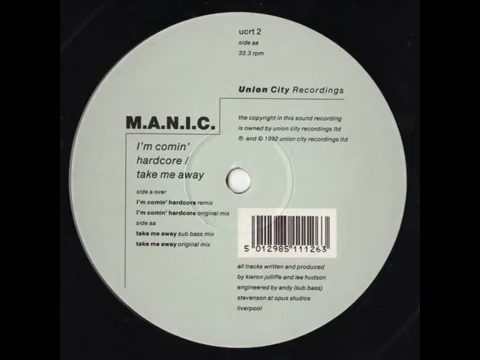 ucrt 2
side aa
33.3 rpm
Union City Recordings
M.A.N.I.C.
the copyright in this sound recording
is owned by union city recordings ltd
℗ and © 1992 union city recordings ltd
I'm comin'
hardcore /
take me away
side a over
I'm comin' hardcore remix
I'm comin' hardcore original mix
side aa
take me away sub bass mix
take me away original mix
5 012985 111263
all tracks written and produced
by kieron jolliffe and lee hudson
engineered by andy (sub bass)
stevenson at opus studios
liverpool